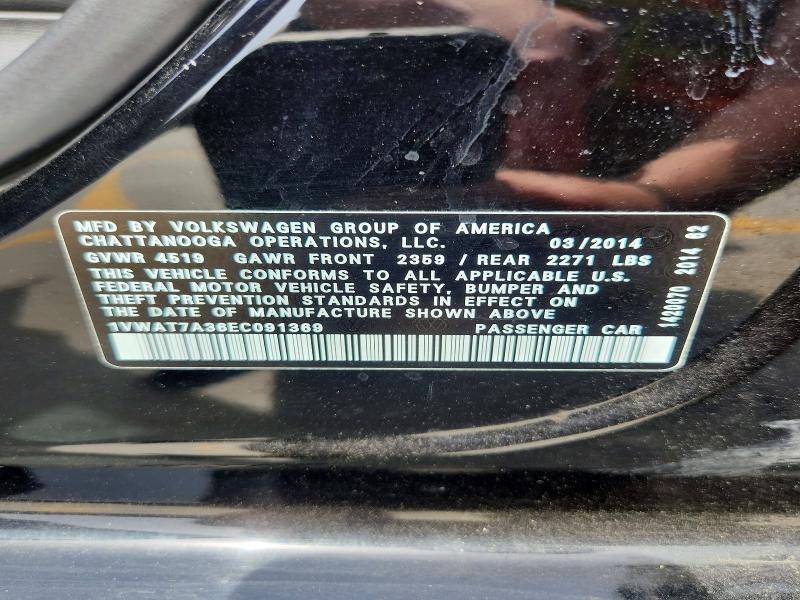 MFD BY VOLKSWAGEN GROUP OF AMERICA
CHATTANOOGA OPERATIONS, LLC. 03/2014
GVWR 4519 GAWR FRONT 2359 / REAR 2271 LBS
THIS VEHICLE CONFORMS TO ALL APPLICABLE U.S.
FEDERAL MOTOR VEHICLE SAFETY, BUMPER AND
THEFT PREVENTION STANDARDS IN EFFECT ON
THE DATE OF MANUFACTURE SHOWN ABOVE
1VWAT7A36EC091369 PASSENGER CAR
1420070 2014 62